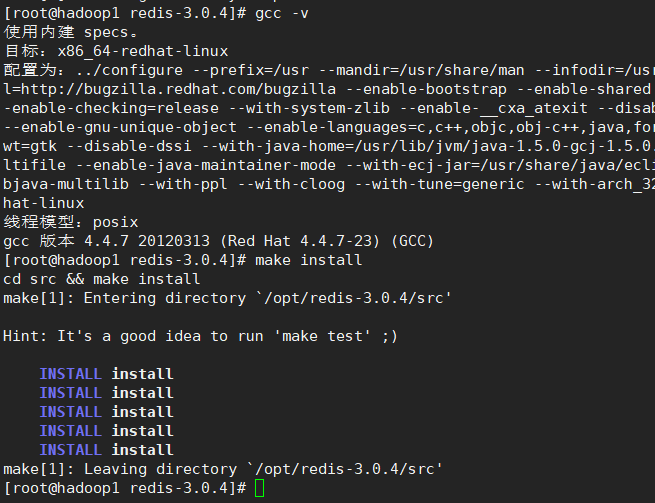 [root@hadoop1 redis-3.0.4]# gcc -v
使用内建 specs。
目标：x86_64-redhat-linux
配置为：../configure --prefix=/usr --mandir=/usr/share/man --infodir=/usr
l=http://bugzilla.redhat.com/bugzilla --enable-bootstrap --enable-shared
-enable-checking=release --with-system-zlib --enable-__cxa_atexit --disab
--enable-gnu-unique-object --enable-languages=c,c++,objc,obj-c++,java,for
wt=gtk --disable-dssi --with-java-home=/usr/lib/jvm/java-1.5.0-gcj-1.5.0.
ltifile --enable-java-maintainer-mode --with-ecj-jar=/usr/share/java/ecli
bjava-multilib --with-ppl --with-cloog --with-tune=generic --with-arch_32
hat-linux
线程模型：posix
gcc 版本 4.4.7 20120313 (Red Hat 4.4.7-23) (GCC)
[root@hadoop1 redis-3.0.4]# make install
cd src && make install
make[1]: Entering directory `/opt/redis-3.0.4/src'
Hint: It's a good idea to run 'make test' ;)
INSTALL install
INSTALL install
INSTALL install
INSTALL install
INSTALL install
make[1]: Leaving directory `/opt/redis-3.0.4/src'
[root@hadoop1 redis-3.0.4]#